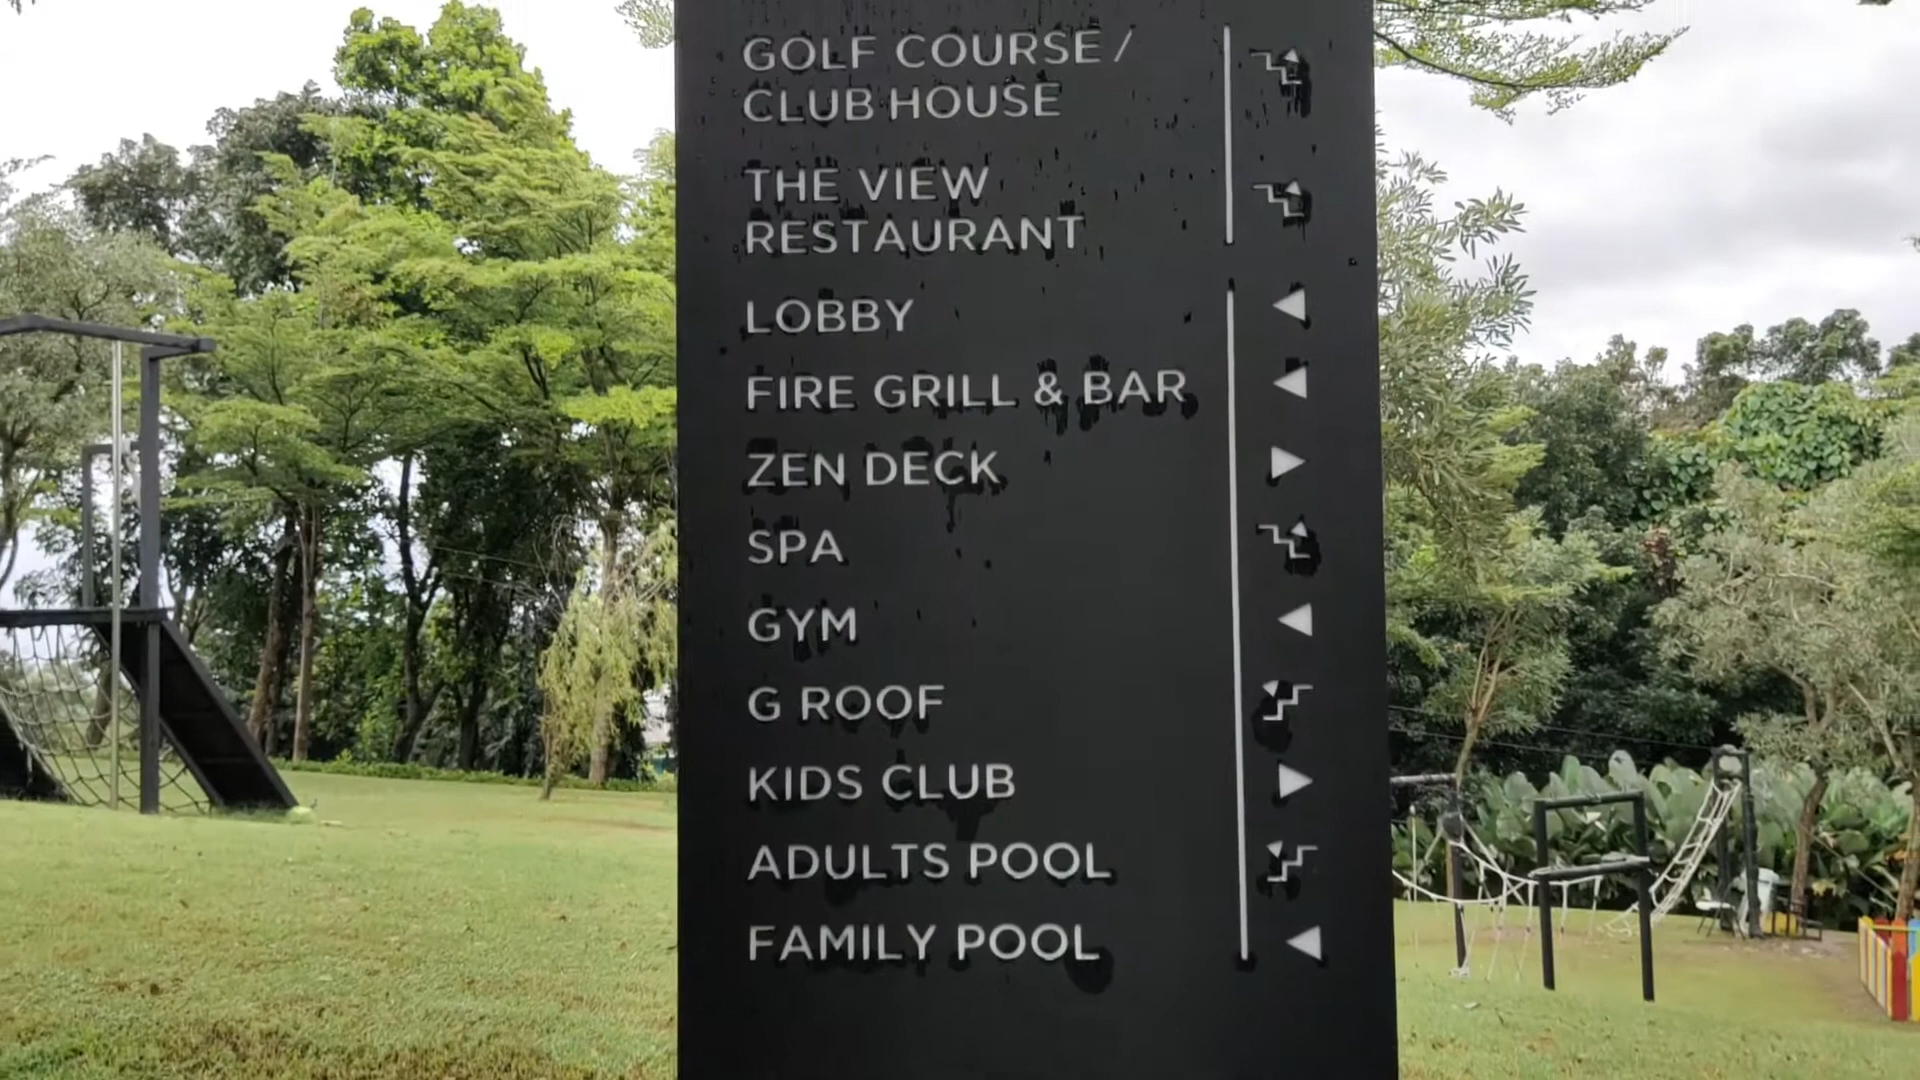 GOLF COURSE /
CLUB HOUSE
THE VIEW
RESTAURANT
LOBBY
FIRE GRILL & BAR
ZEN DECK
SPA
GYM
G ROOF
KIDS CLUB
ADULTS POOL
FAMILY POOL